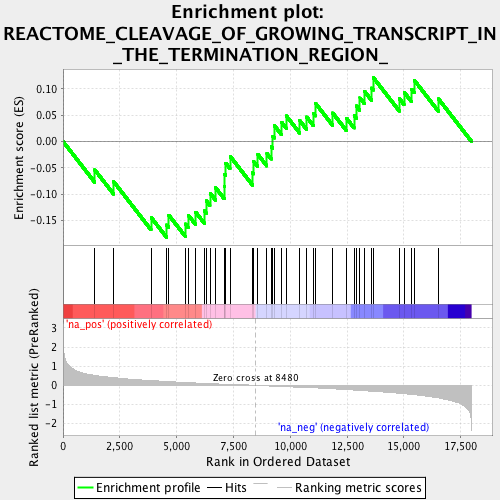 Enrichment plot:
REACTOME_CLEAVAGE_OF_GROWING_TRANSCRIPT_IN
_THE_TERMINATION_REGION_
Enrichment score (ES)
0.10
0.05
0.00
-0.05
-0.10
-0.15
'na_pos' (positively correlated)
Ranked list metric (PreRanked)
3
2
1
0
-1
-2
Zero cross at 8480
'na_neg' (negatively correlated)
0
2,500
5,000
7,500
10,000
12,500
15,000
17,500
Rank in Ordered Dataset
Enrichment profile
Hits
Ranking metric scores